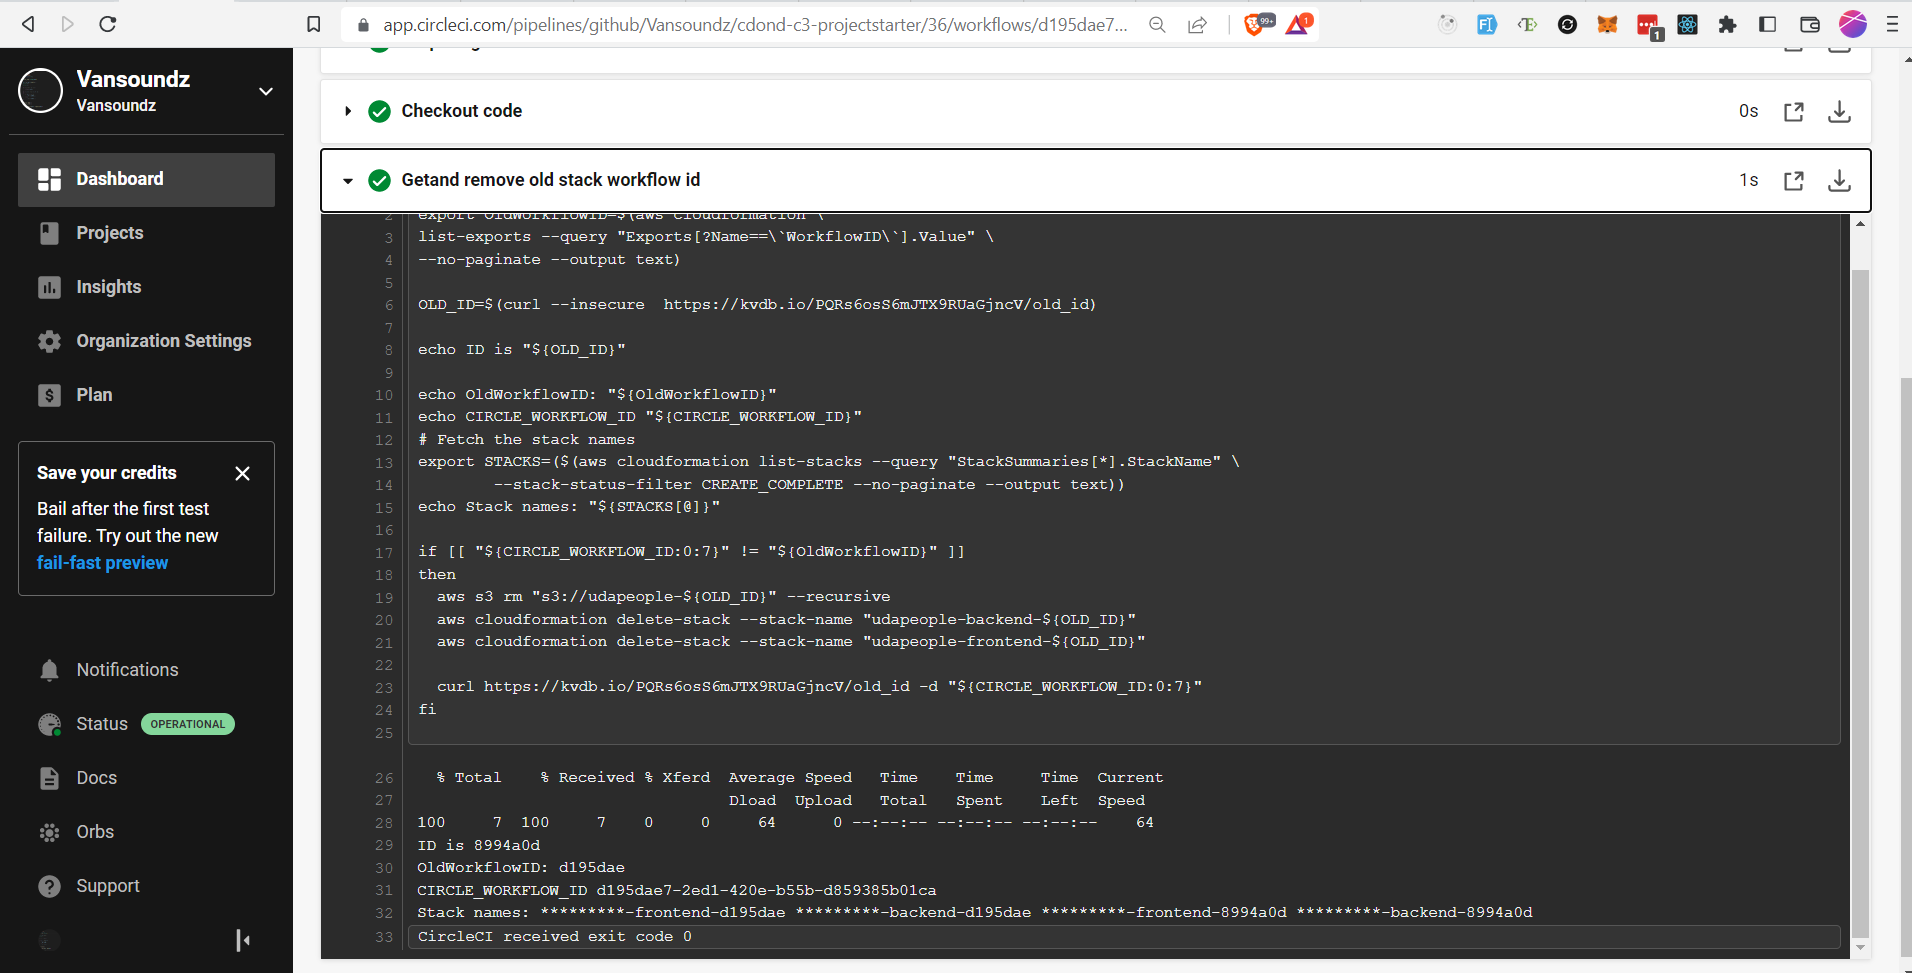 app.circleci.com/pipelines/github/Vansoundz/cdond-c3-projectstarter/36/workflows/d195dae7...
99+
1
1
Vansoundz
Vansoundz
Dashboard
Projects
Insights
Organization Settings
Plan
Save your credits
Bail after the first test
failure. Try out the new
fail-fast preview
Notifications
Status OPERATIONAL
Docs
Orbs
Support
Checkout code 0s
Getand remove old stack workflow id 1s
2 export OldWorkflowID=$(aws cloudformation \
3 list-exports --query "Exports[?Name==\`WorkflowID\`].Value" \
4 --no-paginate --output text)
5
6 OLD_ID=$(curl --insecure  https://kvdb.io/PQRs6osS6mJTX9RUaGjncV/old_id)
7
8 echo ID is "${OLD_ID}"
9
10 echo OldWorkflowID: "${OldWorkflowID}"
11 echo CIRCLE_WORKFLOW_ID "${CIRCLE_WORKFLOW_ID}"
12 # Fetch the stack names
13 export STACKS=($(aws cloudformation list-stacks --query "StackSummaries[*].StackName" \
14         --stack-status-filter CREATE_COMPLETE --no-paginate --output text))
15 echo Stack names: "${STACKS[@]}"
16
17 if [[ "${CIRCLE_WORKFLOW_ID:0:7}" != "${OldWorkflowID}" ]]
18 then
19   aws s3 rm "s3://udapeople-${OLD_ID}" --recursive
20   aws cloudformation delete-stack --stack-name "udapeople-backend-${OLD_ID}"
21   aws cloudformation delete-stack --stack-name "udapeople-frontend-${OLD_ID}"
22
23   curl https://kvdb.io/PQRs6osS6mJTX9RUaGjncV/old_id -d "${CIRCLE_WORKFLOW_ID:0:7}"
24 fi
25
26   % Total    % Received % Xferd  Average Speed   Time    Time     Time  Current
27                                  Dload  Upload   Total   Spent    Left  Speed
28 100     7  100     7    0     0     64      0 --:--:-- --:--:-- --:--:--    64
29 ID is 8994a0d
30 OldWorkflowID: d195dae
31 CIRCLE_WORKFLOW_ID d195dae7-2ed1-420e-b55b-d859385b01ca
32 Stack names: *********-frontend-d195dae *********-backend-d195dae *********-frontend-8994a0d *********-backend-8994a0d
33 CircleCI received exit code 0